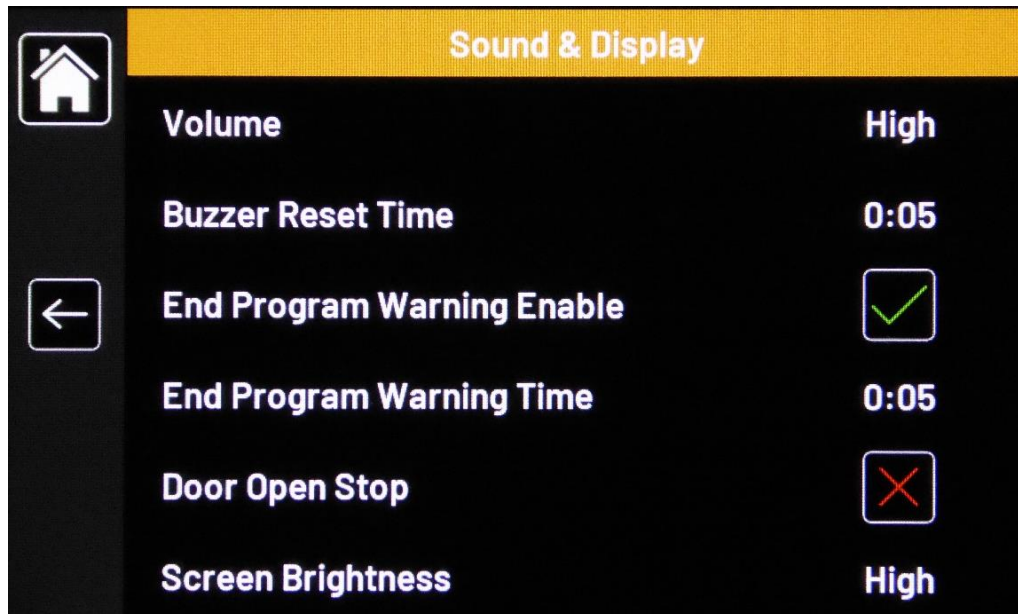 Sound & Display
Volume High
Buzzer Reset Time 0:05
End Program Warning Enable
End Program Warning Time 0:05
Door Open Stop
Screen Brightness High